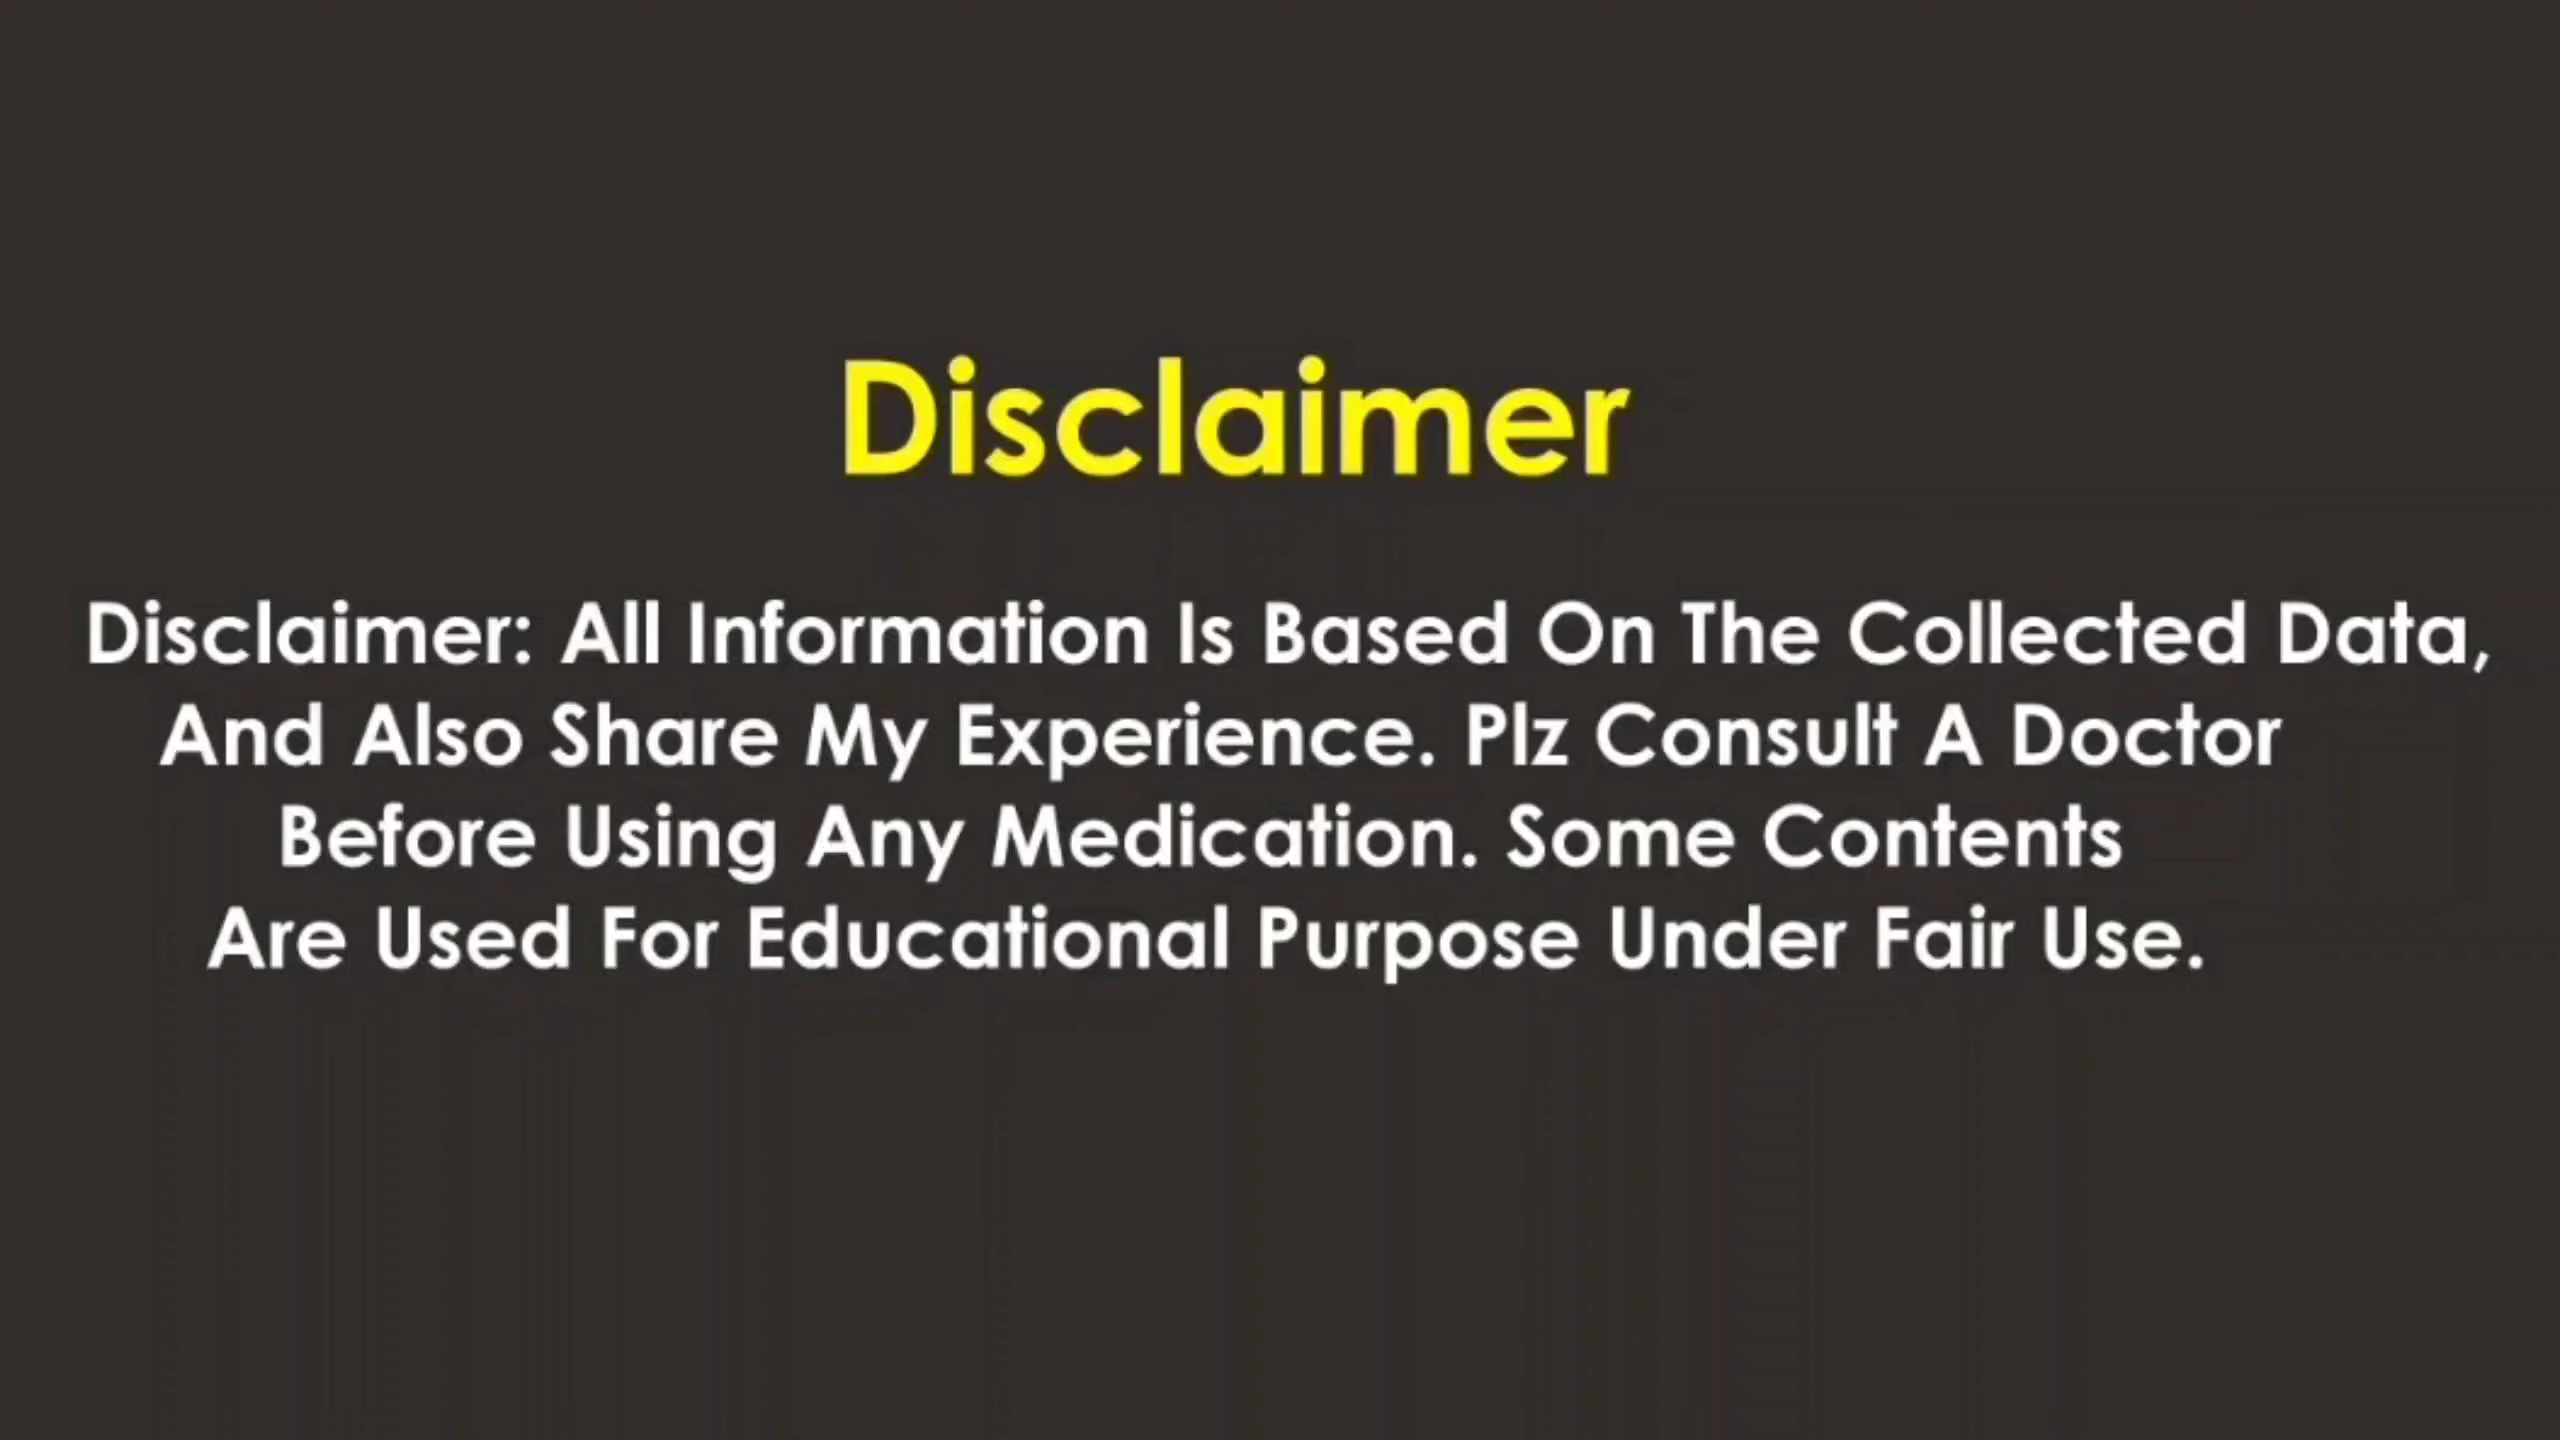 Disclaimer
Disclaimer: All Information Is Based On The Collected Data,
And Also Share My Experience. Plz Consult A Doctor
Before Using Any Medication. Some Contents
Are Used For Educational Purpose Under Fair Use.